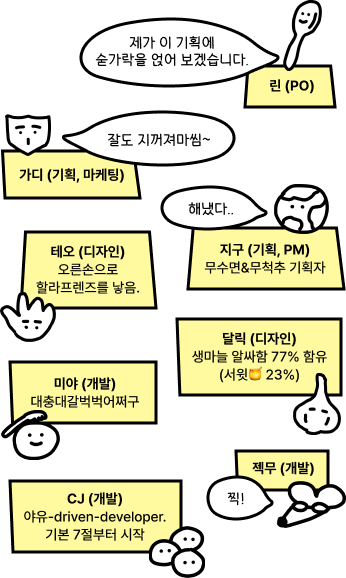 제가 이 기획에
숟가락을 얹어 보겠습니다.
린 (PO)
잘도 지꺼져마씸~
가디 (기획, 마케팅)
해냈다..
지구 (기획, PM)
무수면&무척추 기획자
테오 (디자인)
오른손으로
할라프렌즈를 낳음.
달릭 (디자인)
생마늘 알싸함 77% 함유
(서윗🍯 23%)
미야 (개발)
대충대갈벅벅어쩌구
젝무 (개발)
찍!
CJ (개발)
야유-driven-developer.
기본 7절부터 시작